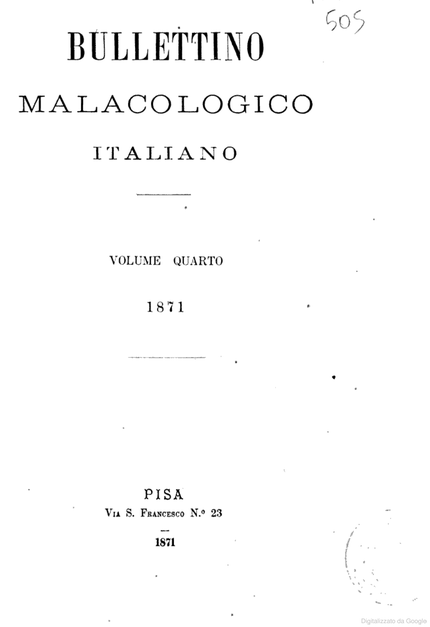 505
BULLETTINO
MALACOLOGICO
ITALIANO
VOLUME QUARTO
1871
PISA
Via S. Francesco N.º 23
1871
Digitalizzato da Google